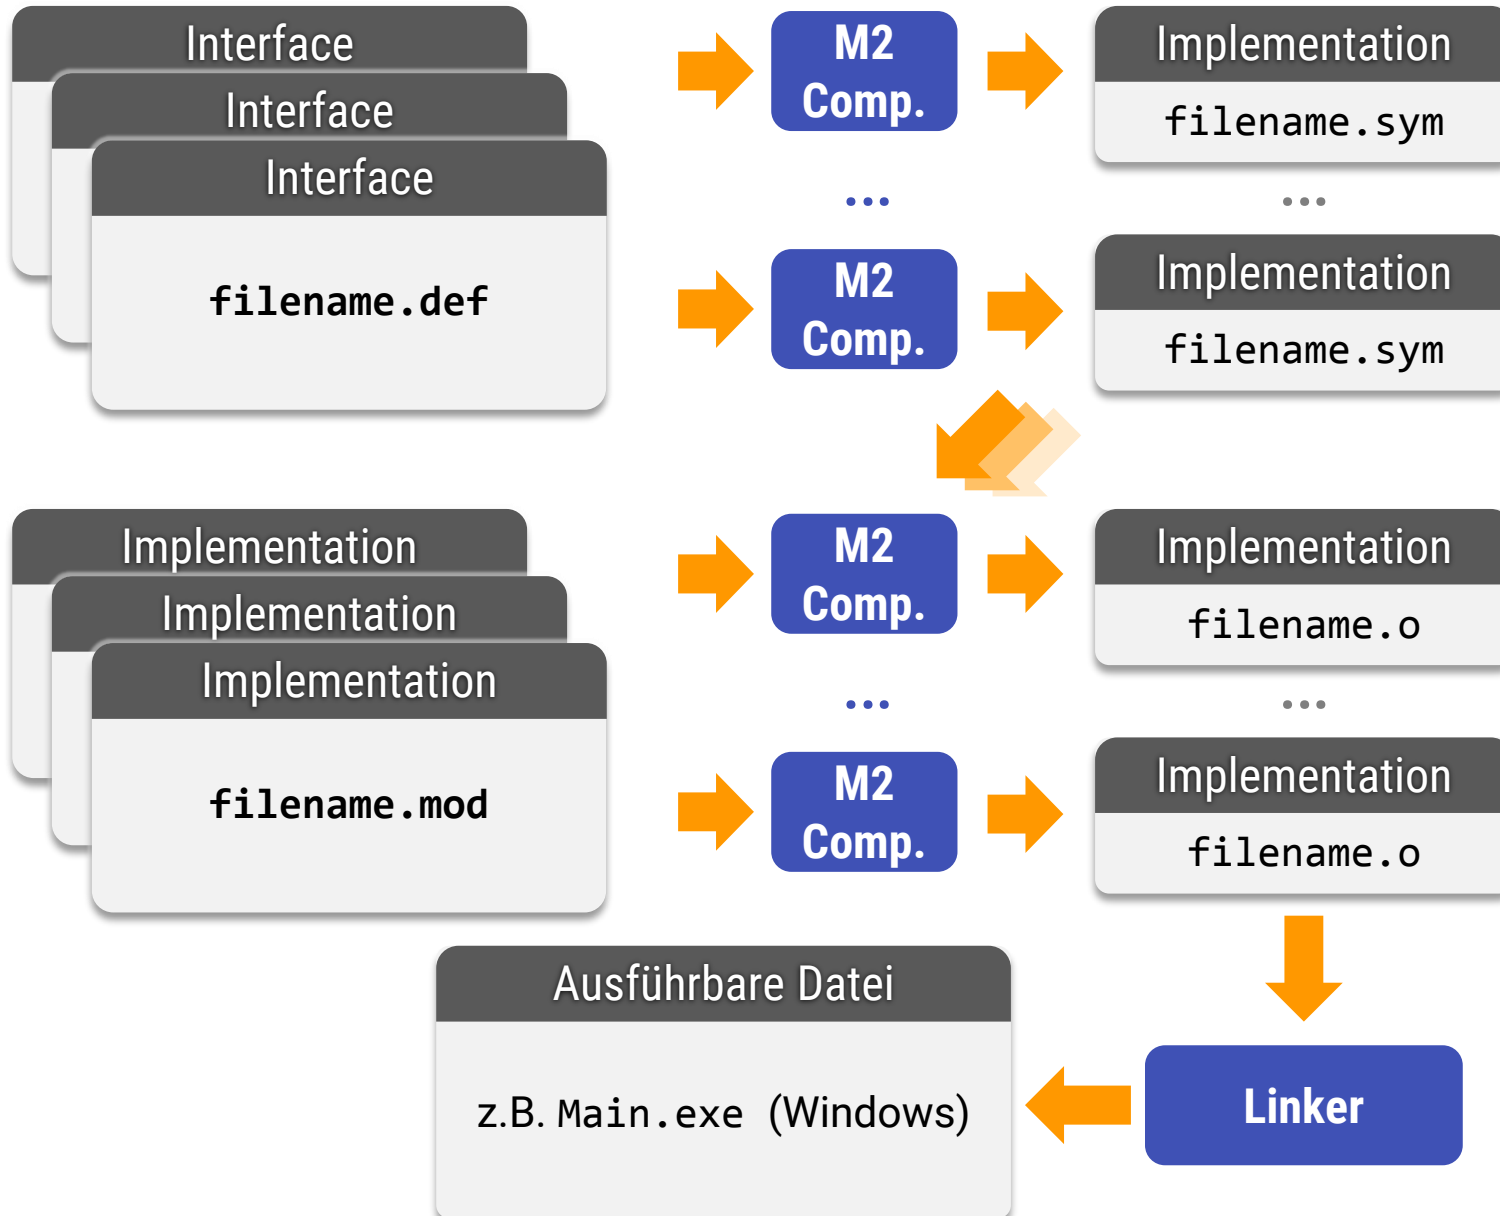 Interface
Interface
Interface
filename.def
M2
Comp.
Implementation
filename.sym
...
...
M2
Comp.
Implementation
filename.sym
Implementation
Implementation
Implementation
filename.mod
M2
Comp.
Implementation
filename.o
...
...
M2
Comp.
Implementation
filename.o
Ausführbare Datei
z.B. Main.exe (Windows)
Linker